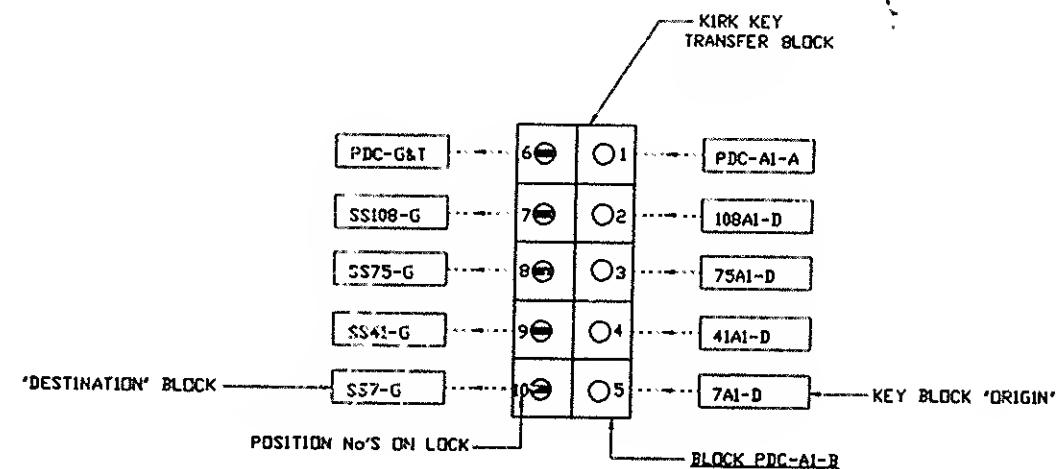 KIRK KEY
TRANSFER BLOCK
PDC-G&T 6 1 PDC-A1-A
SS108-G 7 2 108A1-D
SS75-G 8 3 75A1-D
SS41-G 9 4 41A1-D
"DESTINATION" BLOCK SS7-G 10 5 7A1-D KEY BLOCK "ORIGIN"
POSITION No'S ON LOCK
BLOCK PDC-A1-B